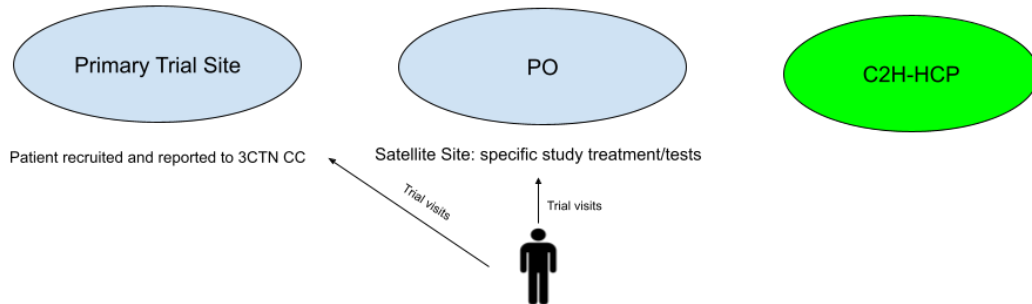 Primary Trial Site
PO
C2H-HCP
Patient recruited and reported to 3CTN CC
Satellite Site: specific study treatment/tests
Trial visits
Trial visits